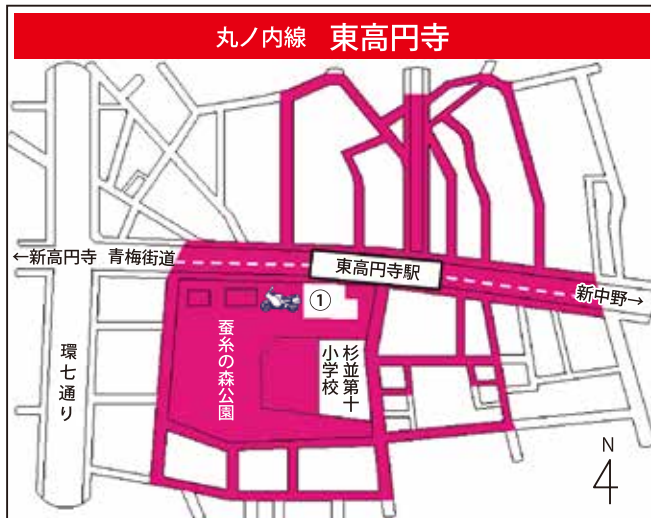 丸ノ内線 東高円寺
←新高円寺 青梅街道
東高円寺駅
新中野→
①
環七通り
蚕糸の森公園
杉並第十
小学校
N